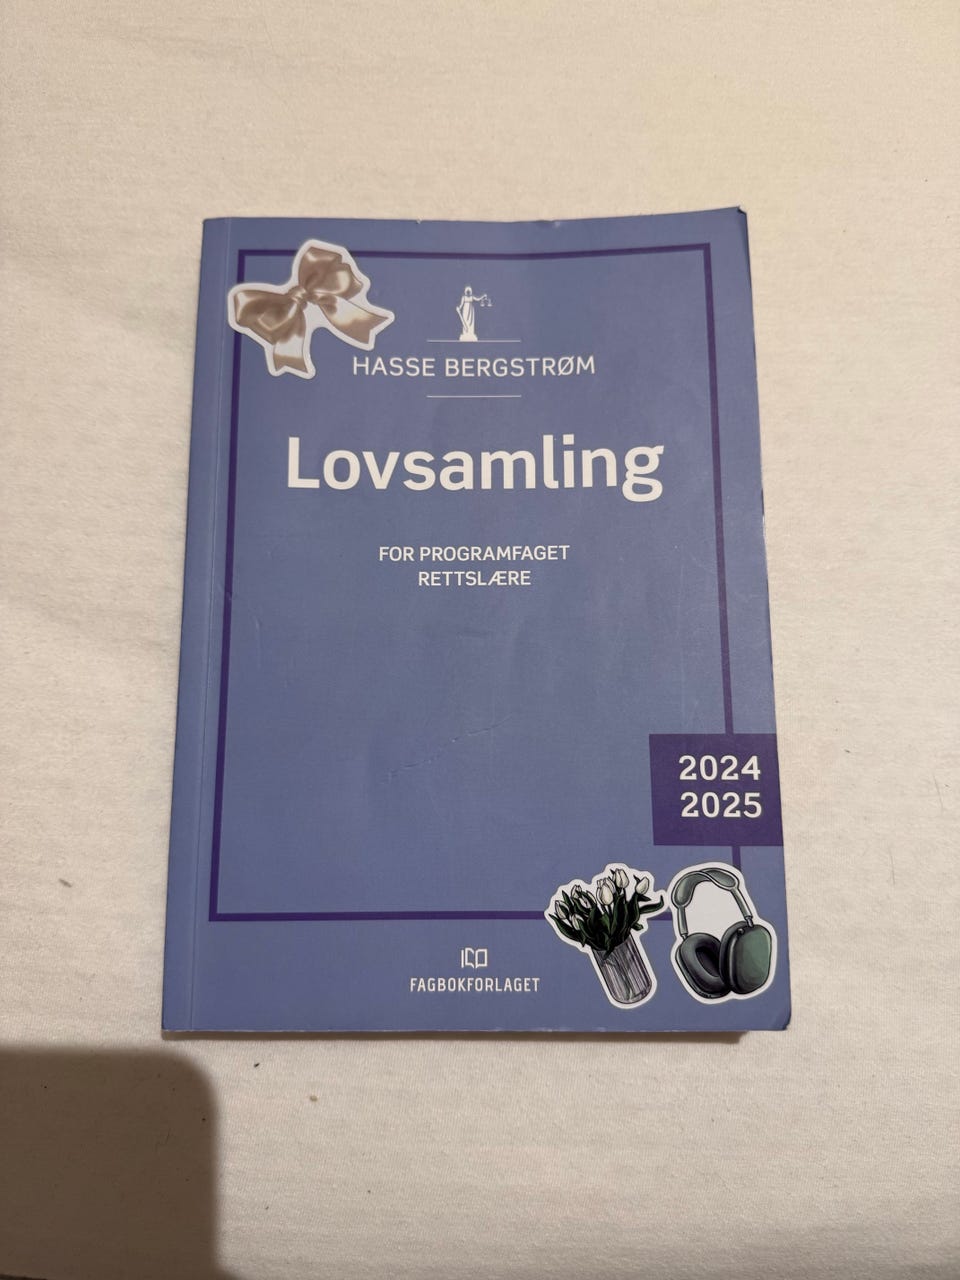 HASSE BERGSTRØM
Lovsamling
FOR PROGRAMFAGET
RETTSLÆRE
2024
2025
FAGBOKFORLAGET